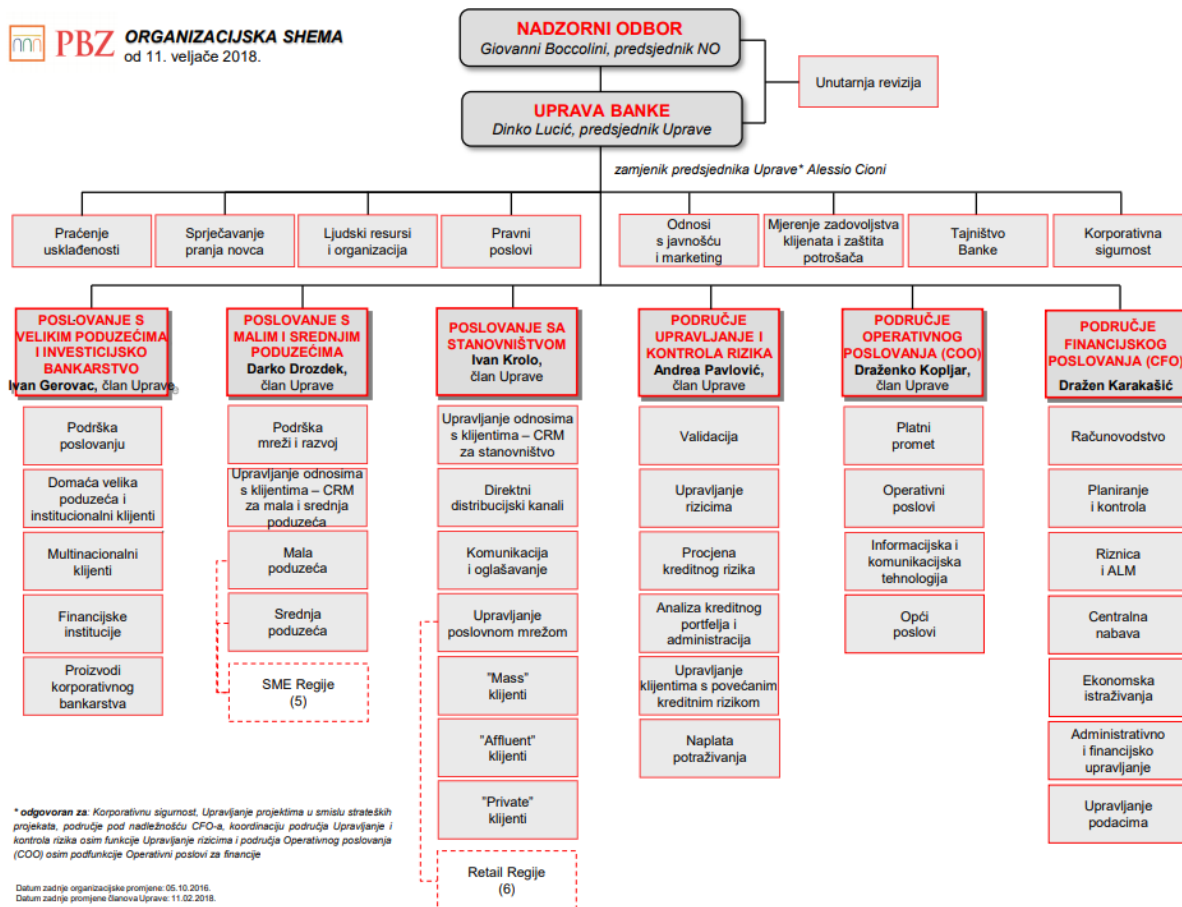 PBZ
ORGANIZACIJSKA SHEMA
od 11. veljače 2018.
NADZORNI ODBOR
Giovanni Boccolini, predsjednik NO
Unutarnja revizija
UPRAVA BANKE
Dinko Lucić, predsjednik Uprave
zamjenik predsjednika Uprave* Alessio Cioni
Praćenje
usklađenosti
Sprječavanje
pranja novca
Ljudski resursi
i organizacija
Pravni
poslovi
Odnosi
s javnošću
i marketing
Mjerenje zadovoljstva
klijenata i zaštita
potrošača
Tajništvo
Banke
Korporativna
sigurnost
POSLOVANJE S
VELIKIM PODUZEĆIMA
I INVESTICIJSKO
BANKARSTVO
Ivan Gerovac, član Uprave
Podrška
poslovanju
Domaća velika
poduzeća i
institucionalni klijenti
Multinacionalni
klijenti
Financijske
institucije
Proizvodi
korporativnog
bankarstva
POSLOVANJE S
MALIM I SREDNJIM
PODUZEĆIMA
Darko Drozdek,
član Uprave
Podrška
mreži i razvoj
Upravljanje odnosima
s klijentima – CRM
za mala i srednja
poduzeća
Mala
poduzeća
Srednja
poduzeća
SME Regije
(5)
POSLOVANJE SA
STANOVNIŠTVOM
Ivan Krolo,
član Uprave
Upravljanje odnosima
s klijentima – CRM
za stanovništvo
Direktni
distribucijski kanali
Komunikacija
i oglašavanje
Upravljanje
poslovnom mrežom
"Mass"
klijenti
"Affluent"
klijenti
"Private"
klijenti
Retail Regije
(6)
PODRUČJE
UPRAVLJANJE I
KONTROLA RIZIKA
Andrea Pavlović,
član Uprave
Validacija
Upravljanje
rizicima
Procjena
kreditnog rizika
Analiza kreditnog
portfelja i
administracija
Upravljanje
klijentima s povećanim
kreditnim rizikom
Naplata
potraživanja
PODRUČJE
OPERATIVNOG
POSLOVANJA (COO)
Draženko Kopljar,
član Uprave
Platni
promet
Operativni
poslovi
Informacijska i
komunikacijska
tehnologija
Opći
poslovi
PODRUČJE
FINANCIJSKOG
POSLOVANJA (CFO)
Dražen Karakašić
Računovodstvo
Planiranje
i kontrola
Riznica
i ALM
Centralna
nabava
Ekonomska
istraživanja
Administrativno
i financijsko
upravljanje
Upravljanje
podacima
* odgovoran za: Korporativnu sigurnost, Upravljanje projektima u smislu strateških
projekata, područje pod nadležnošću CFO-a, koordinaciju područja Upravljanje i
kontrola rizika osim funkcije Upravljanje rizicima i područja Operativnog poslovanja
(COO) osim podfunkcije Operativni poslovi za financije
Datum zadnje organizacijske promjene: 05.10.2016.
Datum zadnje promjene članova Uprave: 11.02.2018.